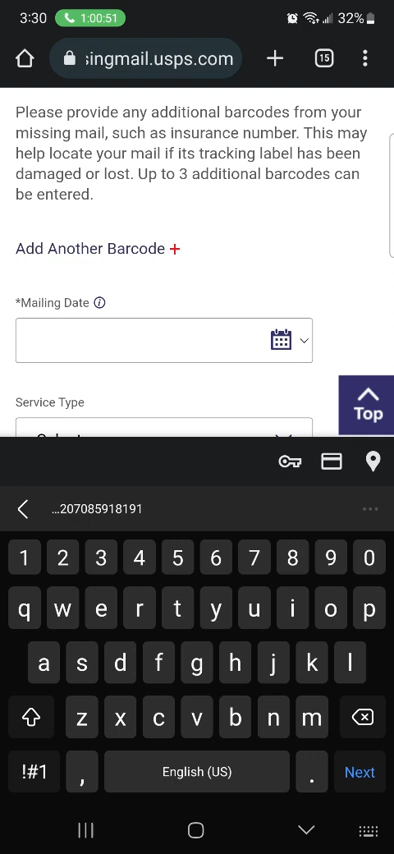 3:30 1:00:51 32%
singmail.usps.com 15
Please provide any additional barcodes from your
missing mail, such as insurance number. This may
help locate your mail if its tracking label has been
damaged or lost. Up to 3 additional barcodes can
be entered.
Add Another Barcode +
*Mailing Date i
Service Type
Top
...207085918191
1 2 3 4 5 6 7 8 9 0
q w e r t y u i o p
a s d f g h j k l
z x c v b n m
!#1 , English (US) . Next